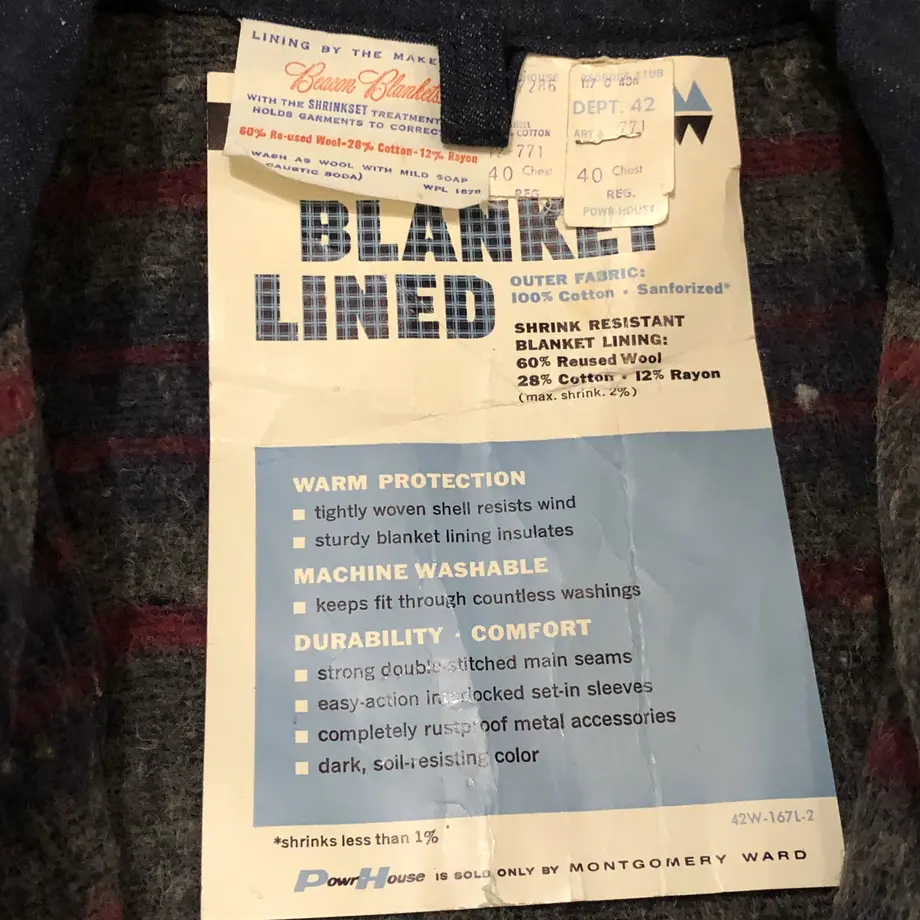 LINING BY THE MAKE
Beacon Blankets
WITH THE SHRINKSET TREATMENT
HOLDS GARMENTS TO CORREC
60% Re-used Wool-28% Cotton-12% Rayon
WASH AS WOOL WITH MILD SOAP
CAUSTIC SODA)
WPL 1678
COTTON
771
40 Chest
REG.
DEPT. 42
ART
771
40 Chest
REG.
POWR-HOUSE
BLANKET
LINED
OUTER FABRIC:
100% Cotton · Sanforized*
SHRINK RESISTANT
BLANKET LINING:
60% Reused Wool
28% Cotton · 12% Rayon
(max. shrink. 2%)
WARM PROTECTION
tightly woven shell resists wind
sturdy blanket lining insulates
MACHINE WASHABLE
keeps fit through countless washings
DURABILITY · COMFORT
strong double-stitched main seams
easy-action interlocked set-in sleeves
completely rustproof metal accessories
dark, soil-resisting color
42W-167L-2
*shrinks less than 1%
PowrHouse IS SOLD ONLY BY MONTGOMERY WARD